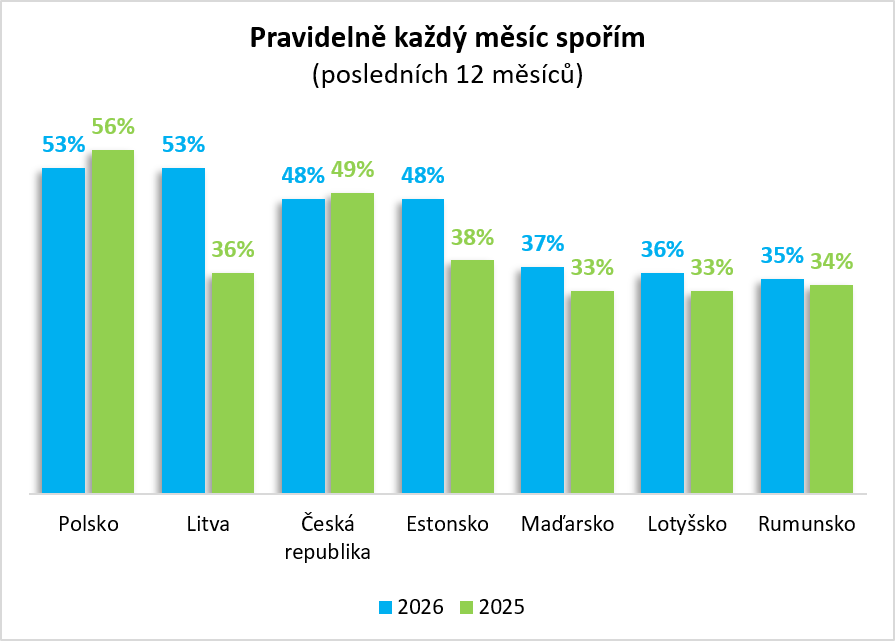 Pravidelně každý měsíc spořím
(posledních 12 měsíců)
53% 56% 53% 36% 48% 49% 48% 38% 37% 33% 36% 33% 35% 34%
Polsko Litva Česká republika Estonsko Maďarsko Lotyšsko Rumunsko
2026 2025